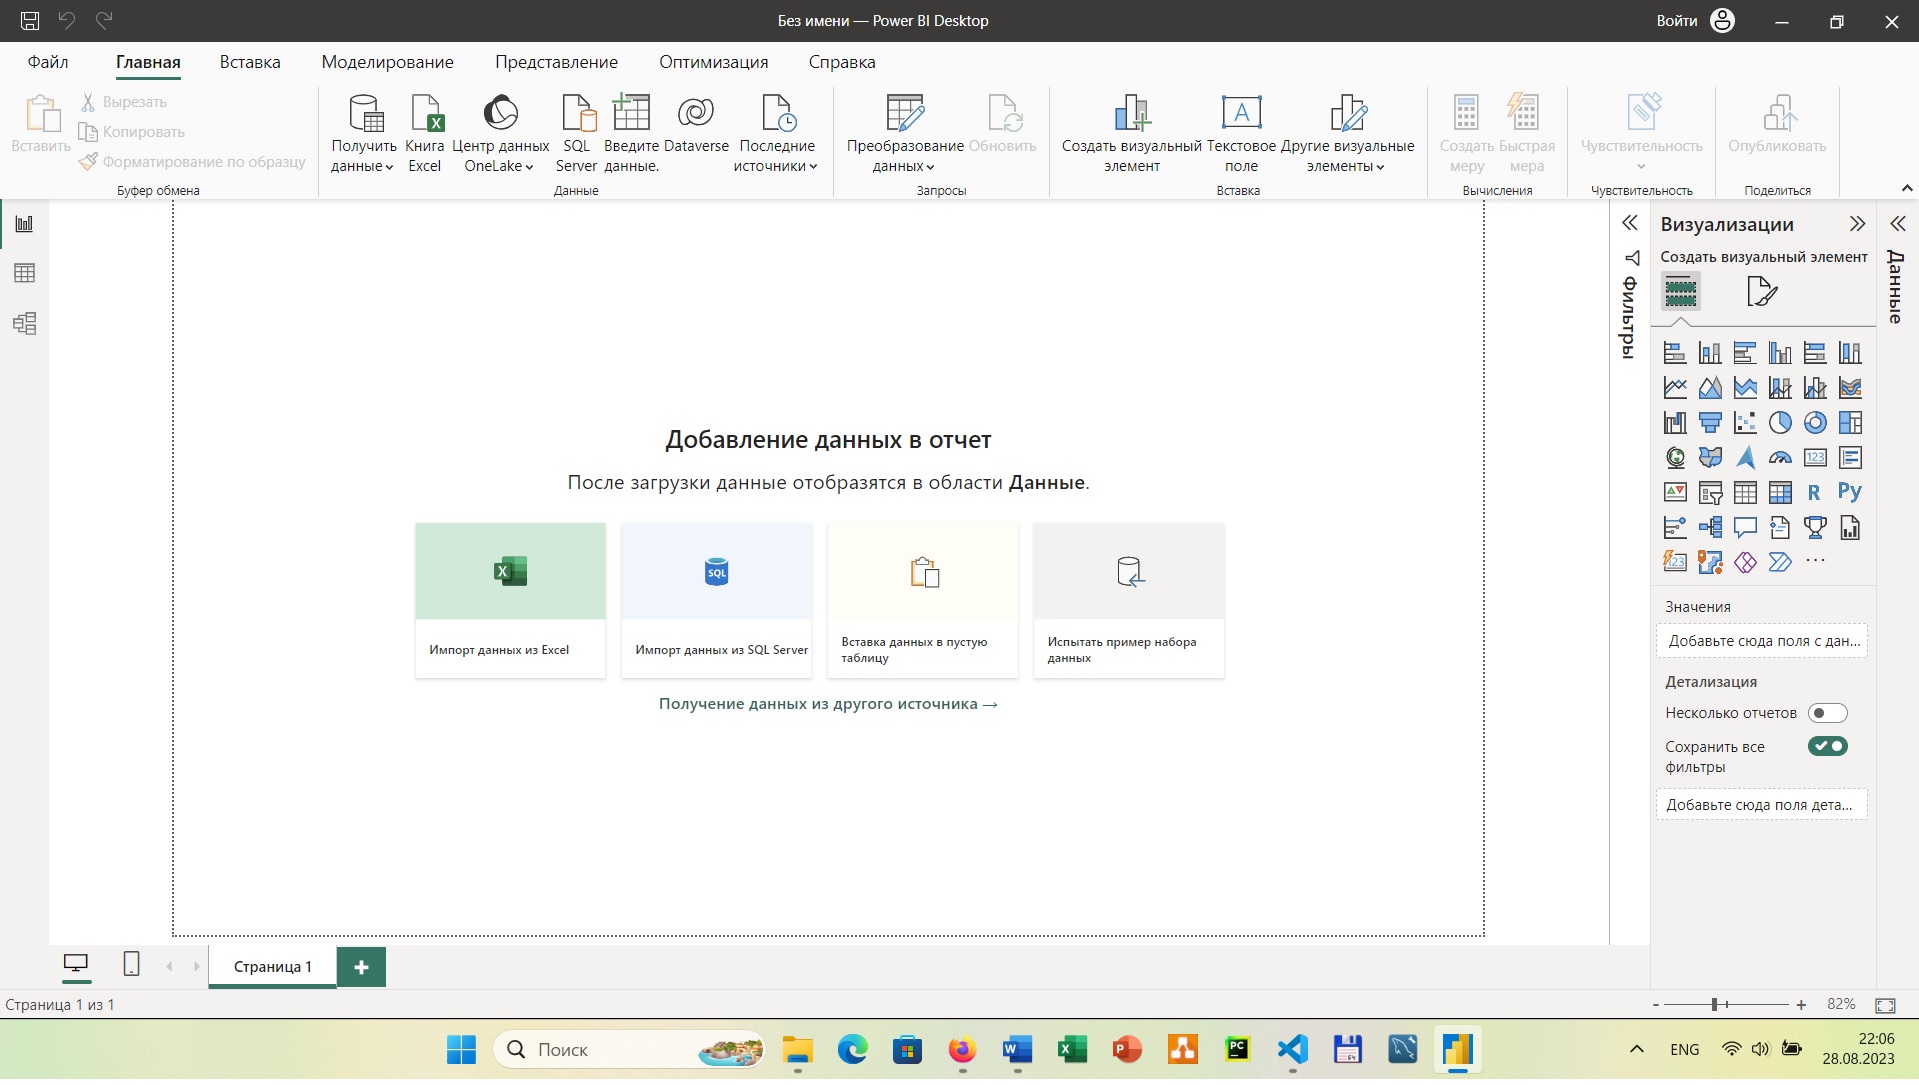 Без имени — Power BI Desktop
Войти
Файл
Главная
Вставка
Моделирование
Представление
Оптимизация
Справка
Вставить
Вырезать
Копировать
Форматирование по образцу
Буфер обмена
Получить
данные
Книга
Excel
Центр данных
OneLake
SQL
Server
Введите
данные.
Dataverse
Последние
источники
Данные
Преобразование
данных
Обновить
Запросы
Создать визуальный
элемент
Текстовое
поле
A
Другие визуальные
элементы
Вставка
Создать
меру
Быстрая
мера
Вычисления
Чувствительность
Чувствительность
Опубликовать
Поделиться
Фильтры
Визуализации
Создать визуальный элемент
Данные
123
R
Py
123
Добавление данных в отчет
После загрузки данные отобразятся в области Данные.
Импорт данных из Excel
SQL
Импорт данных из SQL Server
Вставка данных в пустую
таблицу
Испытать пример набора
данных
Получение данных из другого источника →
Значения
Добавьте сюда поля с дан...
Детализация
Несколько отчетов
Сохранить все
фильтры
Добавьте сюда поля дета...
Страница 1
Страница 1 из 1
- + 82%
Поиск
ENG
22:06
28.08.2023